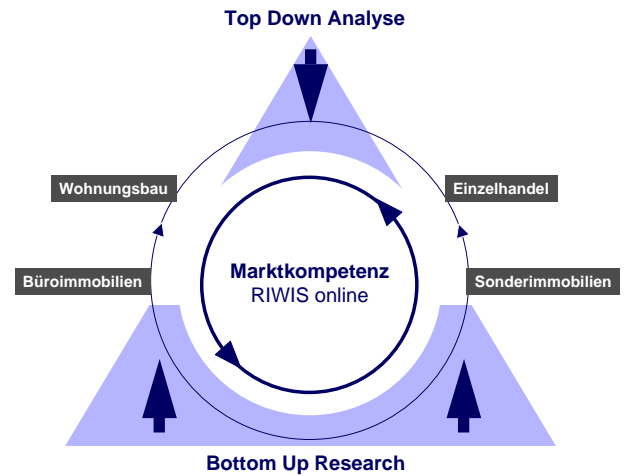 Top Down Analyse
Wohnungsbau
Einzelhandel
Marktkompetenz
RIWIS online
Büroimmobilien
Sonderimmobilien
Bottom Up Research